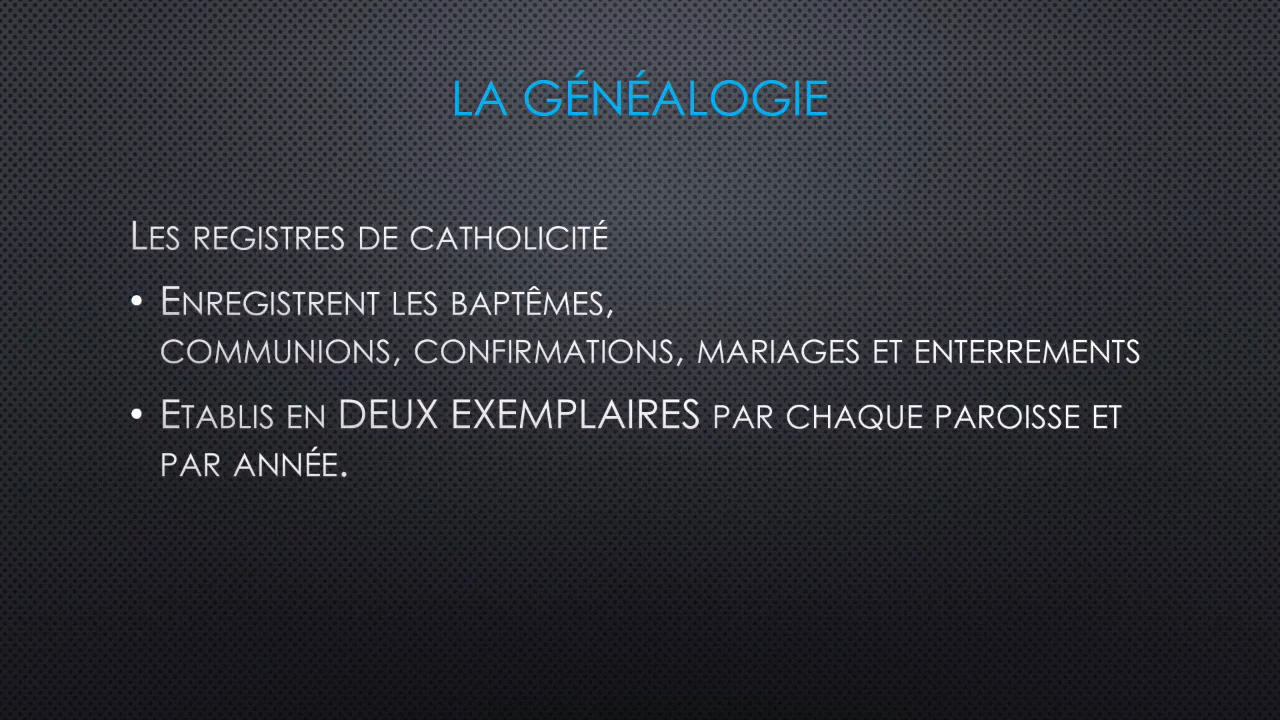 LA GÉNÉALOGIE
LES REGISTRES DE CATHOLICITÉ
• ENREGISTRENT LES BAPTÊMES,
COMMUNIONS, CONFIRMATIONS, MARIAGES ET ENTERREMENTS
• ETABLIS EN DEUX EXEMPLAIRES PAR CHAQUE PAROISSE ET
PAR ANNÉE.